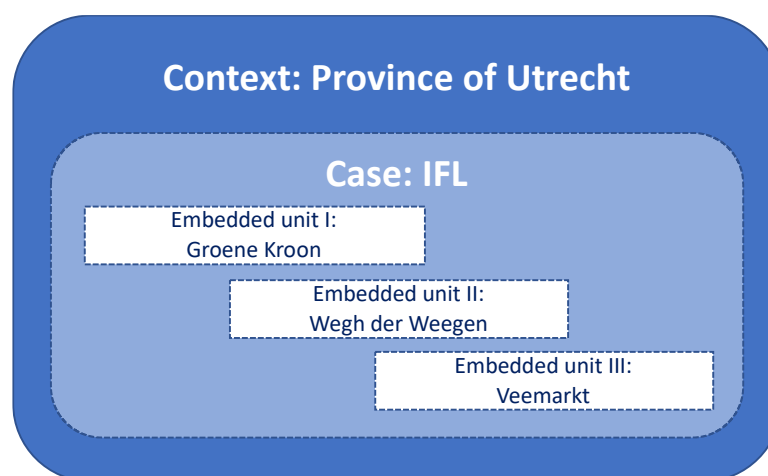 Context: Province of Utrecht
Case: IFL
Embedded unit I:
Groene Kroon
Embedded unit II:
Wegh der Weegen
Embedded unit III:
Veemarkt